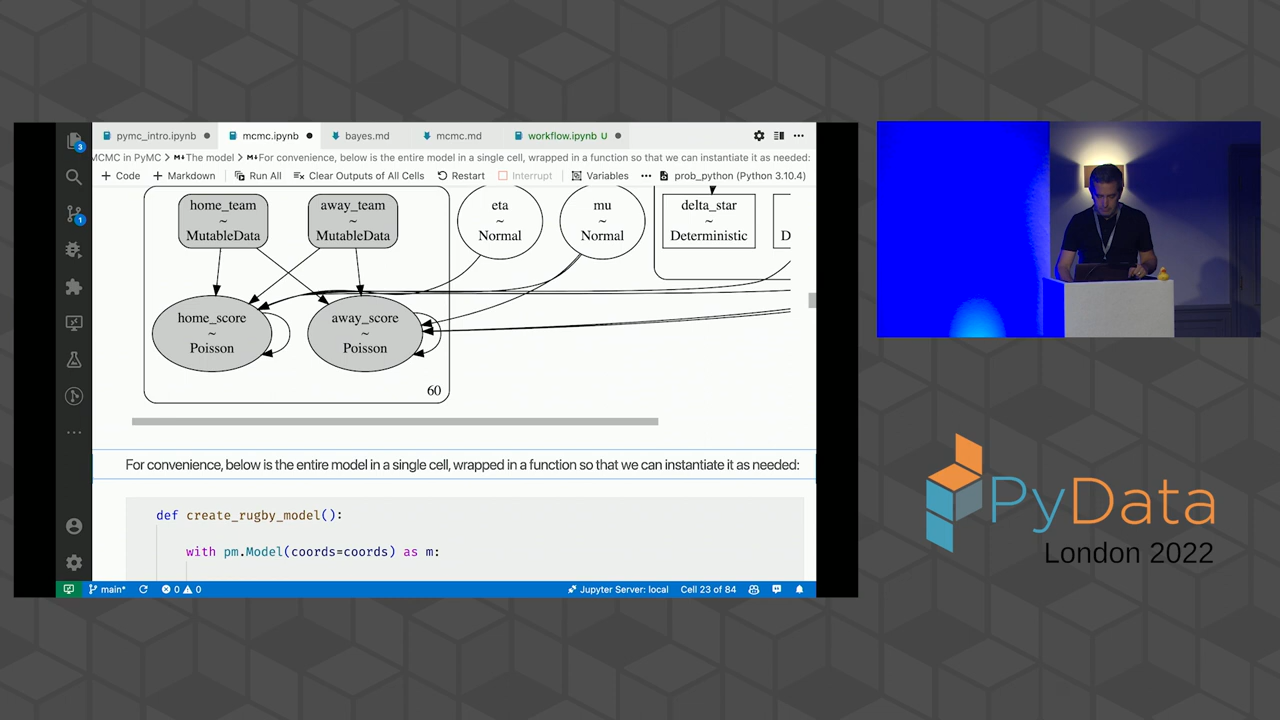 pymc_intro.ipynb
mcmc.ipynb
bayes.md
mcmc.md
workflow.ipynb U
MCMC in PyMC > M↓The model > M↓For convenience, below is the entire model in a single cell, wrapped in a function so that we can instantiate it as needed:
+ Code + Markdown Run All Clear Outputs of All Cells Restart Interrupt Variables ... prob_python (Python 3.10.4)
3
1
home_team
~
MutableData
away_team
~
MutableData
eta
~
Normal
mu
~
Normal
delta_star
~
Deterministic
D
home_score
~
Poisson
away_score
~
Poisson
60
For convenience, below is the entire model in a single cell, wrapped in a function so that we can instantiate it as needed:
def create_rugby_model():
with pm.Model(coords=coords) as m:
main* 0 0 Jupyter Server: local Cell 23 of 84
PyData
London 2022